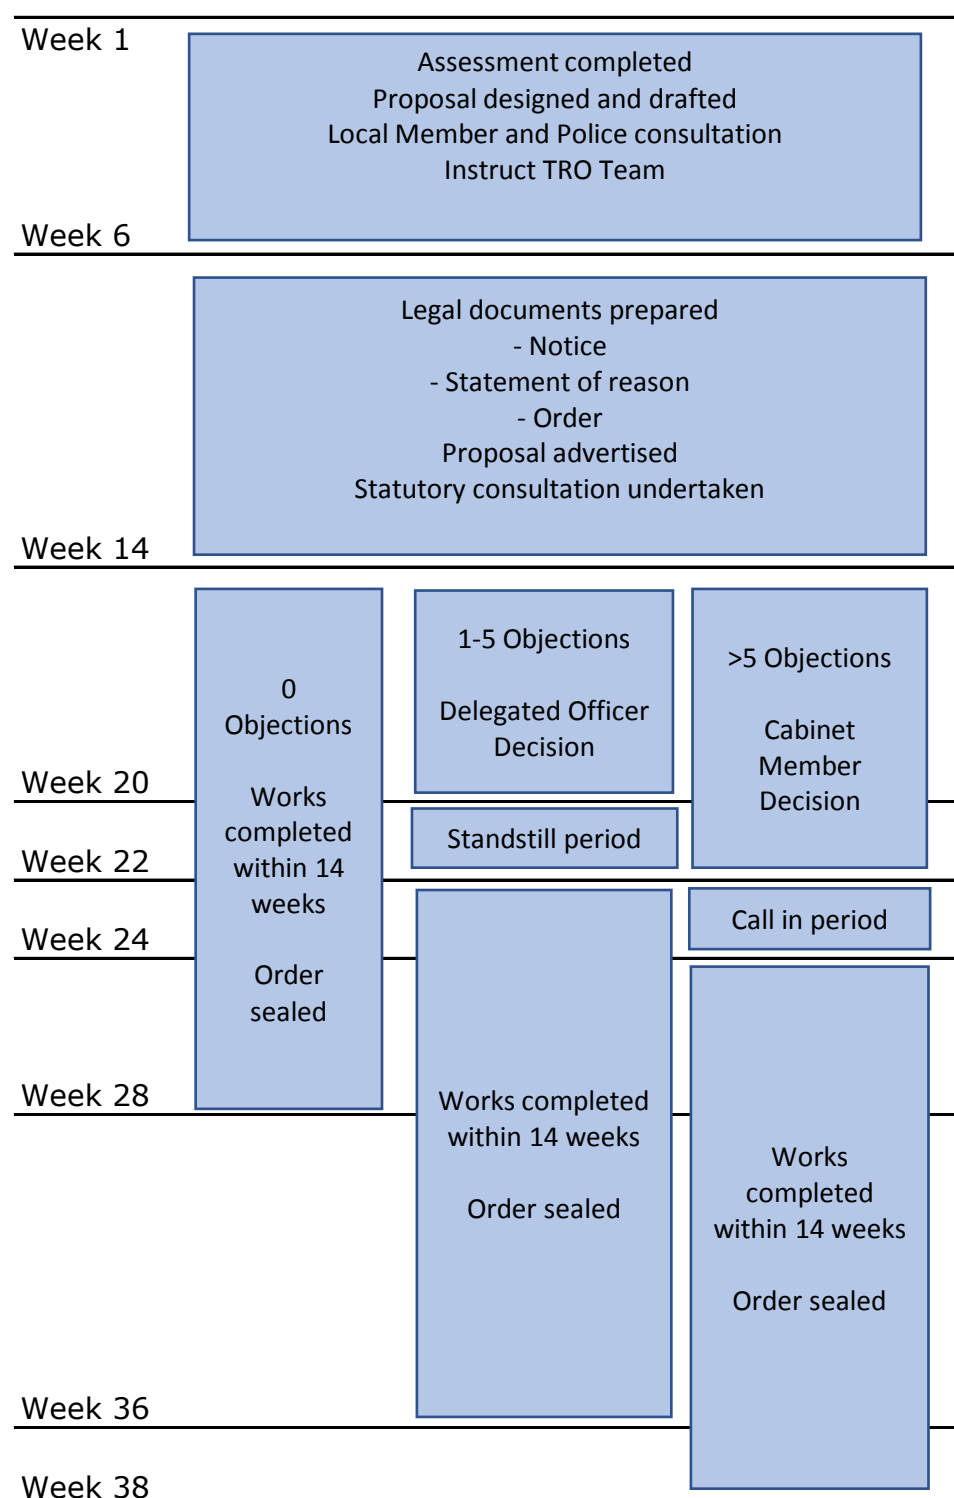 Week 1
Assessment completed
Proposal designed and drafted
Local Member and Police consultation
Instruct TRO Team
Week 6
Legal documents prepared
- Notice
- Statement of reason
- Order
Proposal advertised
Statutory consultation undertaken
Week 14
0
Objections
Works
completed
within 14
weeks
Order
sealed
1-5 Objections
Delegated Officer
Decision
>5 Objections
Cabinet
Member
Decision
Week 20
Standstill period
Week 22
Call in period
Week 24
Works completed
within 14 weeks
Order sealed
Week 28
Works
completed
within 14 weeks
Order sealed
Week 36
Week 38